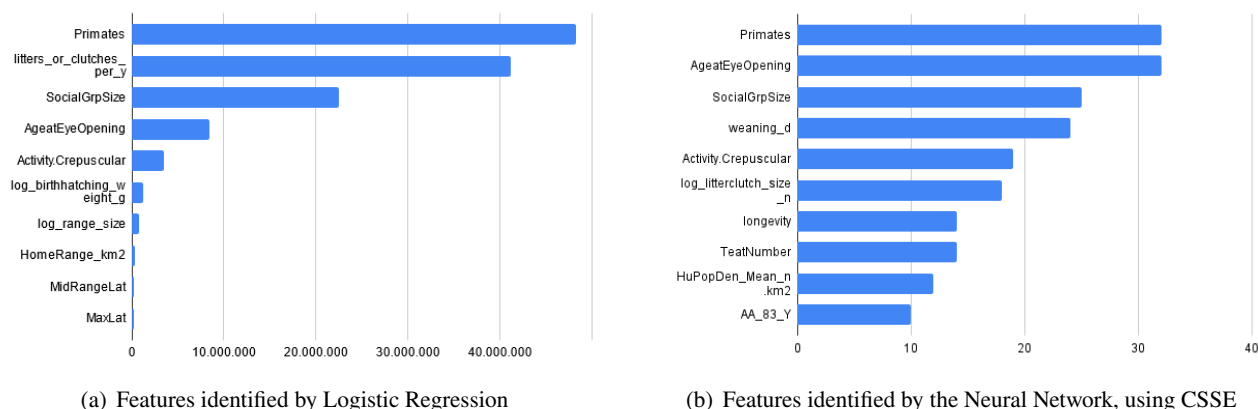 Primates
litters_or_clutches_
per_y
SocialGrpSize
AgeatEyeOpening
Activity.Crepuscular
log_birthhatching_w
eight_g
log_range_size
HomeRange_km2
MidRangeLat
MaxLat
0 10.000.000 20.000.000 30.000.000 40.000.000
(a) Features identified by Logistic Regression
Primates
AgeatEyeOpening
SocialGrpSize
weaning_d
Activity.Crepuscular
log_litterclutch_size
_n
longevity
TeatNumber
HuPopDen_Mean_n
.km2
AA_83_Y
0 10 20 30 40
(b) Features identified by the Neural Network, using CSSE